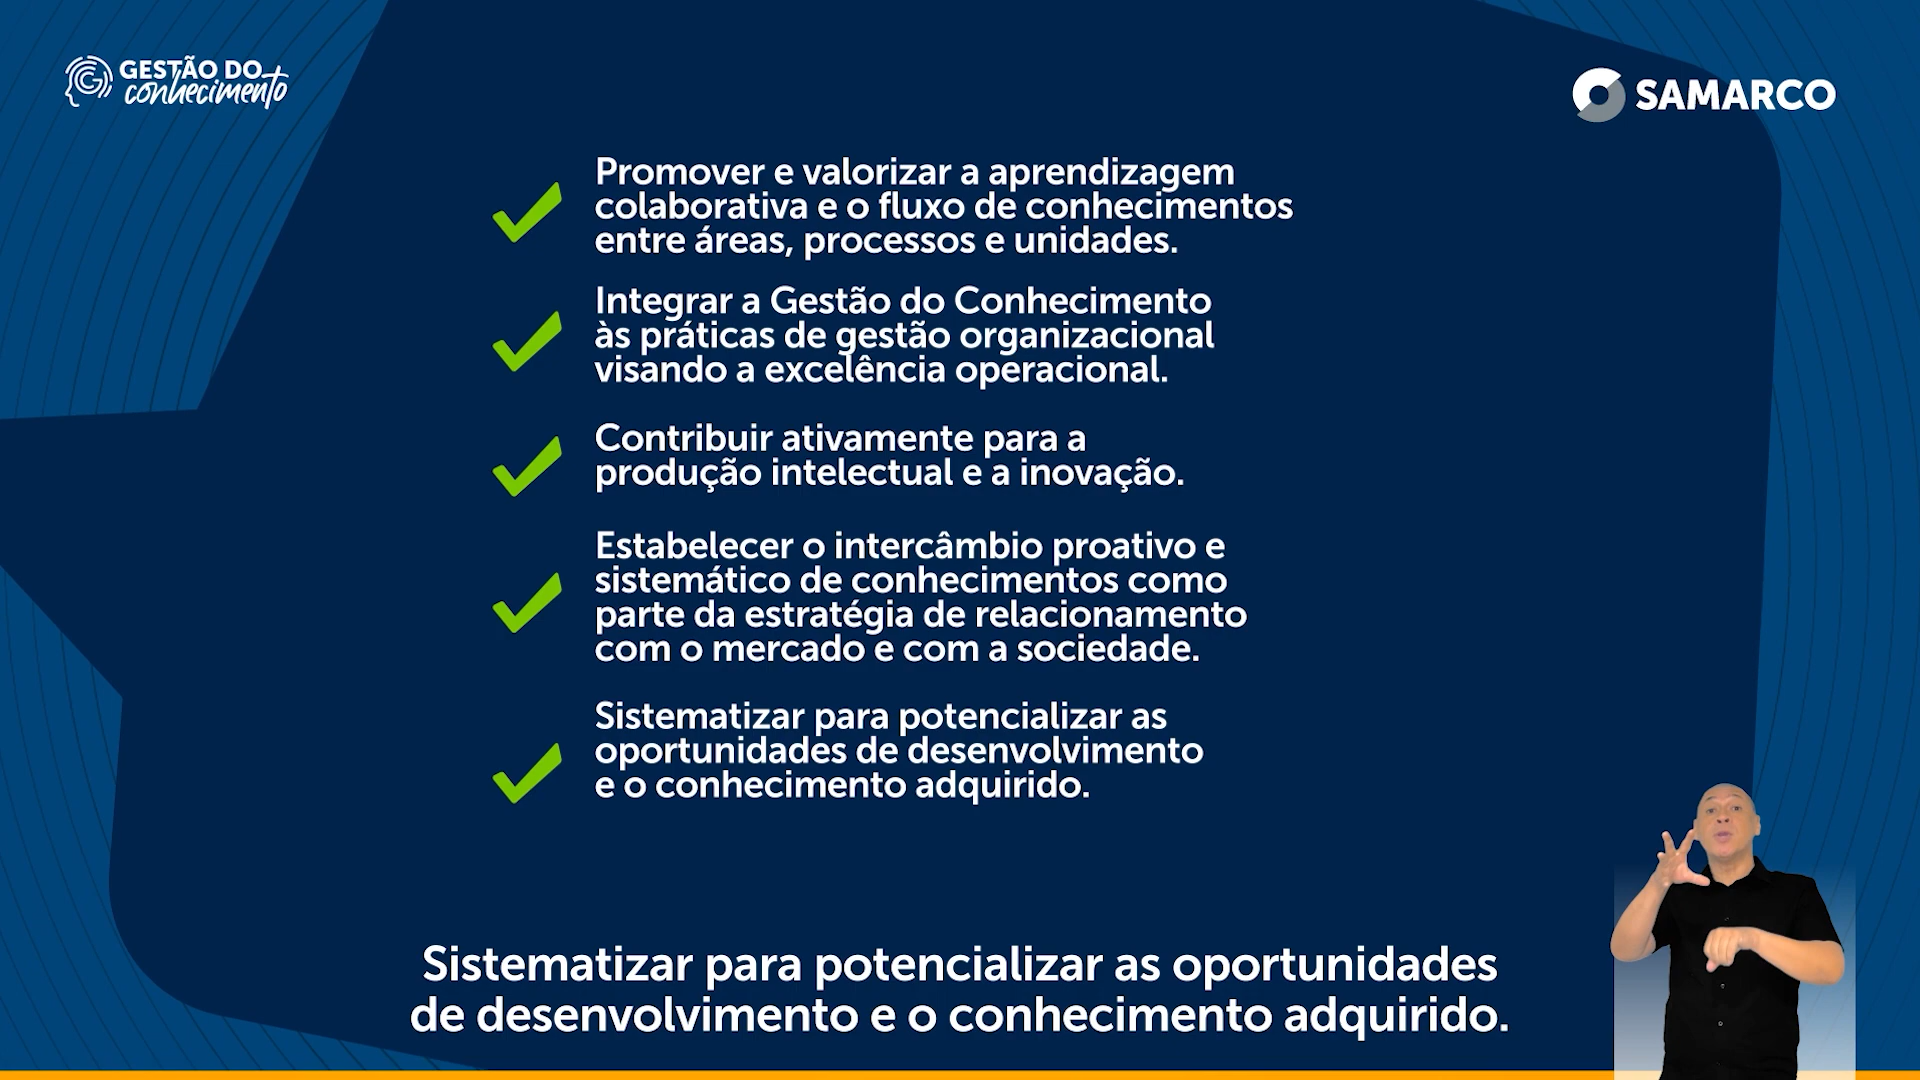 GESTÃO DO
conhecimento
SAMARCO
Promover e valorizar a aprendizagem
colaborativa e o fluxo de conhecimentos
entre áreas, processos e unidades.
Integrar a Gestão do Conhecimento
às práticas de gestão organizacional
visando a excelência operacional.
Contribuir ativamente para a
produção intelectual e a inovação.
Estabelecer o intercâmbio proativo e
sistemático de conhecimentos como
parte da estratégia de relacionamento
com o mercado e com a sociedade.
Sistematizar para potencializar as
oportunidades de desenvolvimento
e o conhecimento adquirido.
Sistematizar para potencializar as oportunidades
de desenvolvimento e o conhecimento adquirido.